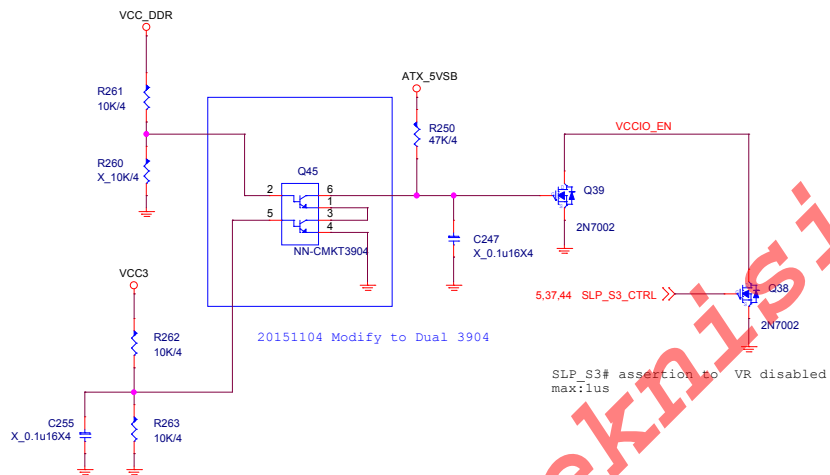 VCC_DDR
R261
10K/4
R260
X_10K/4
ATX_5VSB
R250
47K/4
Q45
2
6
1
5
3
4
NN-CMKT3904
C247
X_0.1u16X4
VCCIO_EN
Q39
2N7002
5,37,44 SLP_S3_CTRL
Q38
2N7002
VCC3
R262
10K/4
R263
10K/4
C255
X_0.1u16X4
20151104 Modify to Dual 3904
SLP_S3# assertion to VR disabled
max:1us
eknisi